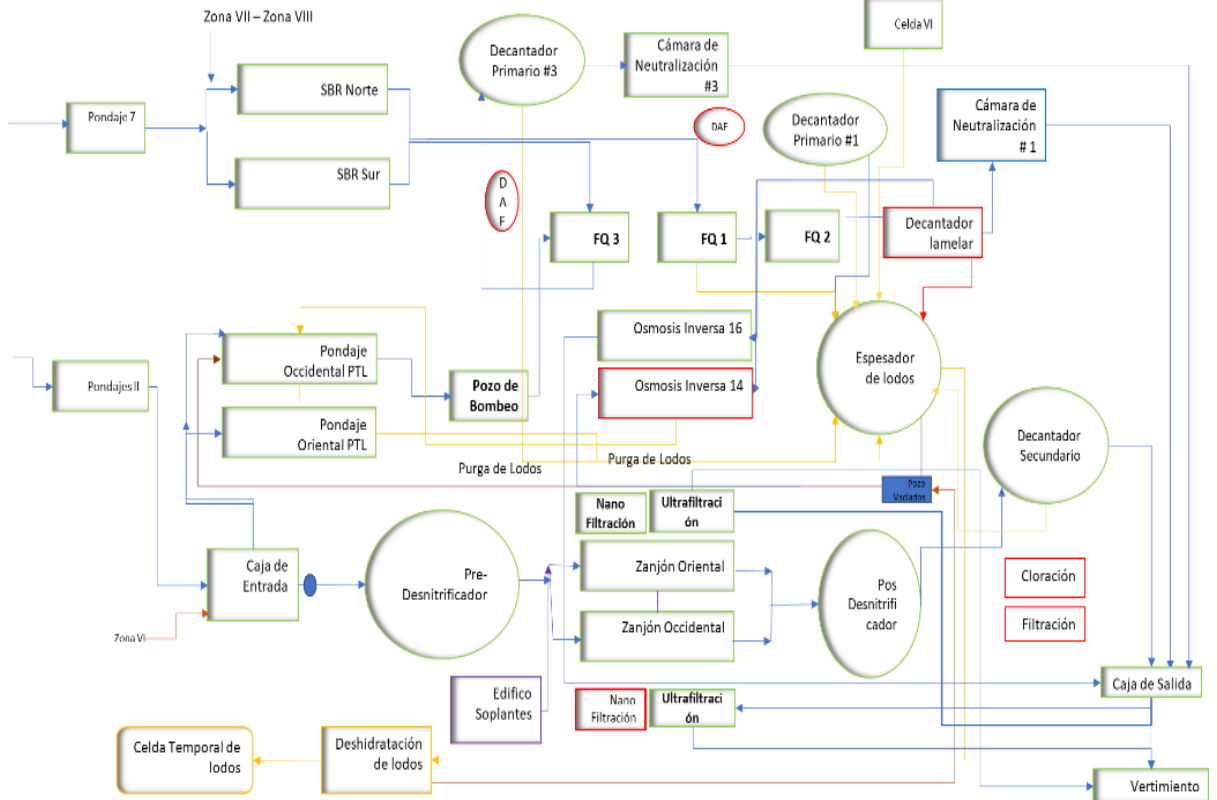 Zona VII – Zona VIII
Celda VI
Decantador
Primario #3
Cámara de
Neutralización
#3
SBR Norte
Pondaje 7
DAF
Decantador
Primario #1
Cámara de
Neutralización
# 1
SBR Sur
D
A
F
FQ 3
FQ 1
FQ 2
Decantador
lamelar
Osmosis Inversa 16
Pondaje
Occidental PTL
Espesador
de lodos
Pondajes II
Pozo de
Bombeo
Osmosis Inversa 14
Pondaje
Oriental PTL
Decantador
Secundario
Purga de Lodos
Purga de Lodos
Pozo
Vaciados
Nano
Filtración
Ultrafiltraci
ón
Caja de
Entrada
Pre-
Desnitrificador
Zanjón Oriental
Pos
Desnitrifi
cador
Cloración
Zanjón Occidental
Filtración
Zona VI
Caja de Salida
Edifico
Soplantes
Nano
Filtración
Ultrafiltraci
ón
Celda Temporal de
lodos
Deshidratación
de lodos
Vertimiento